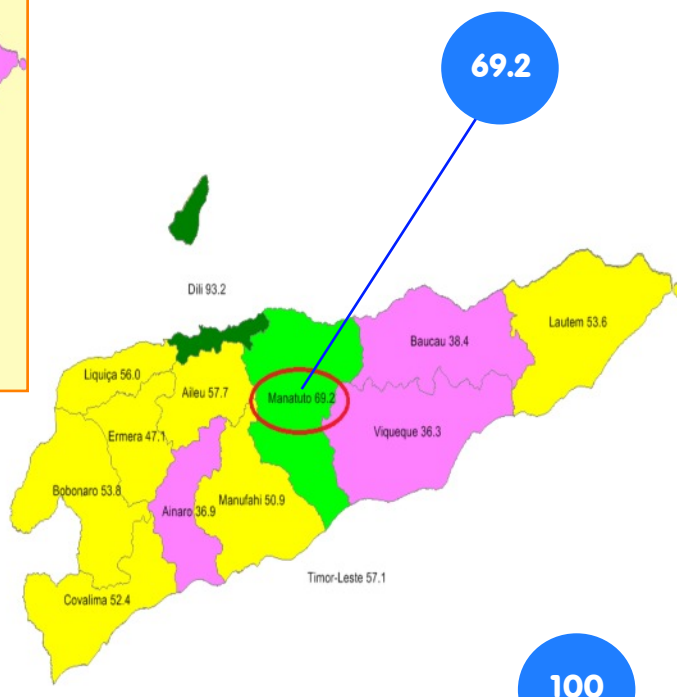 69.2
Dili 93.2
Lautem 53.6
Baucau 38.4
Liquiça 56.0
Aileu 57.7
Manatuto 69.2
Ermera 47.1
Viqueque 36.3
Bobonaro 53.8
Manufahi 50.9
Ainaro 36.9
Timor-Leste 57.1
Covalima 52.4
100